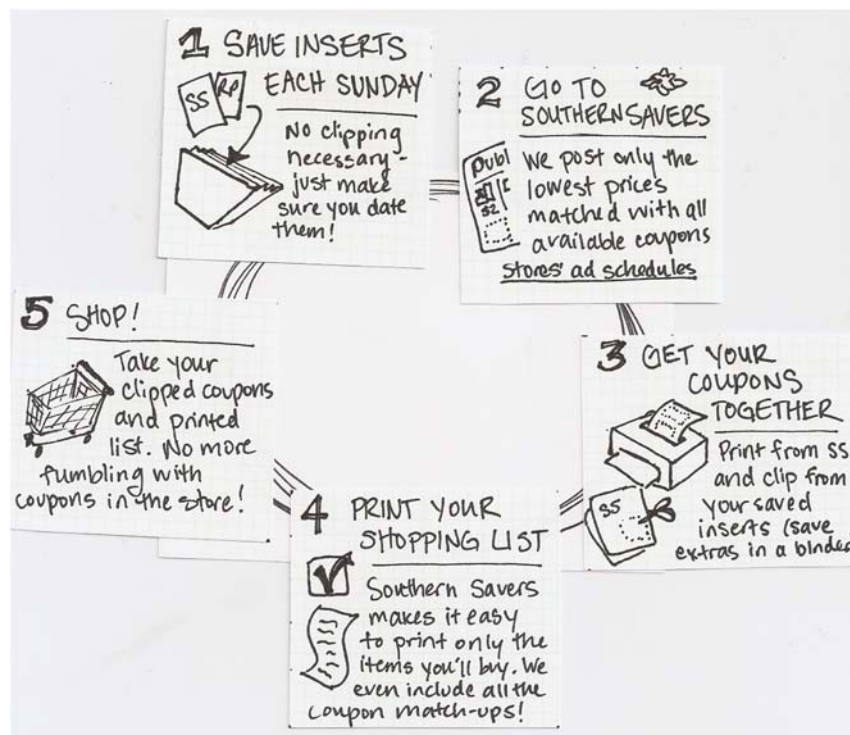 1 SAVE INSERTS
EACH SUNDAY
SS RP
No clipping
necessary -
just make
sure you date
them!
2 GO TO
SOUTHERNSAVERS
Publ
$2
We post only the
lowest prices
matched with all
available coupons
stores' ad schedules
3 GET YOUR
COUPONS
TOGETHER
Print from SS
and clip from
your saved
inserts (save
extras in a binder
SS
4 PRINT YOUR
SHOPPING LIST
Southern Savers
makes it easy
to print only the
items you'll buy. We
even include all the
coupon match-ups!
5 SHOP!
Take your
clipped coupons
and printed
list. No more
fumbling with
coupons in the store!